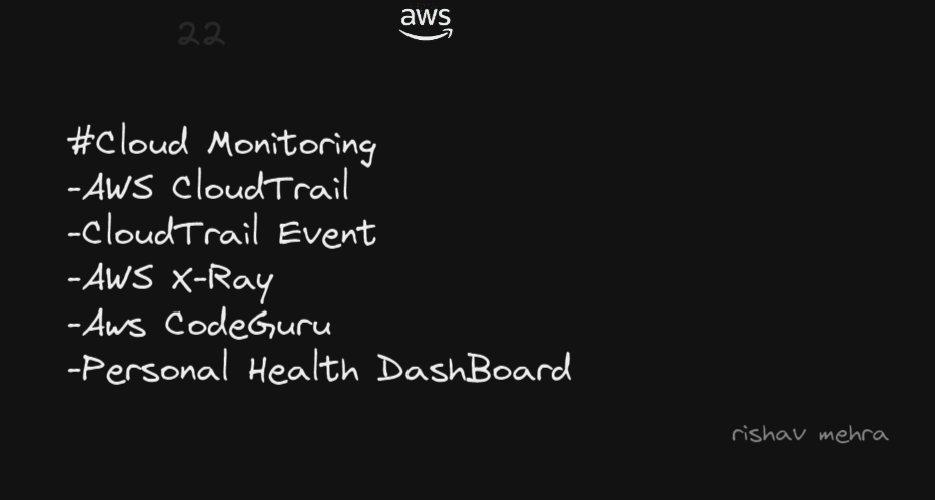 22
aws
#Cloud Monitoring
-AWS CloudTrail
-CloudTrail Event
-AWS X-Ray
-Aws CodeGuru
-Personal Health DashBoard
rishav mehra